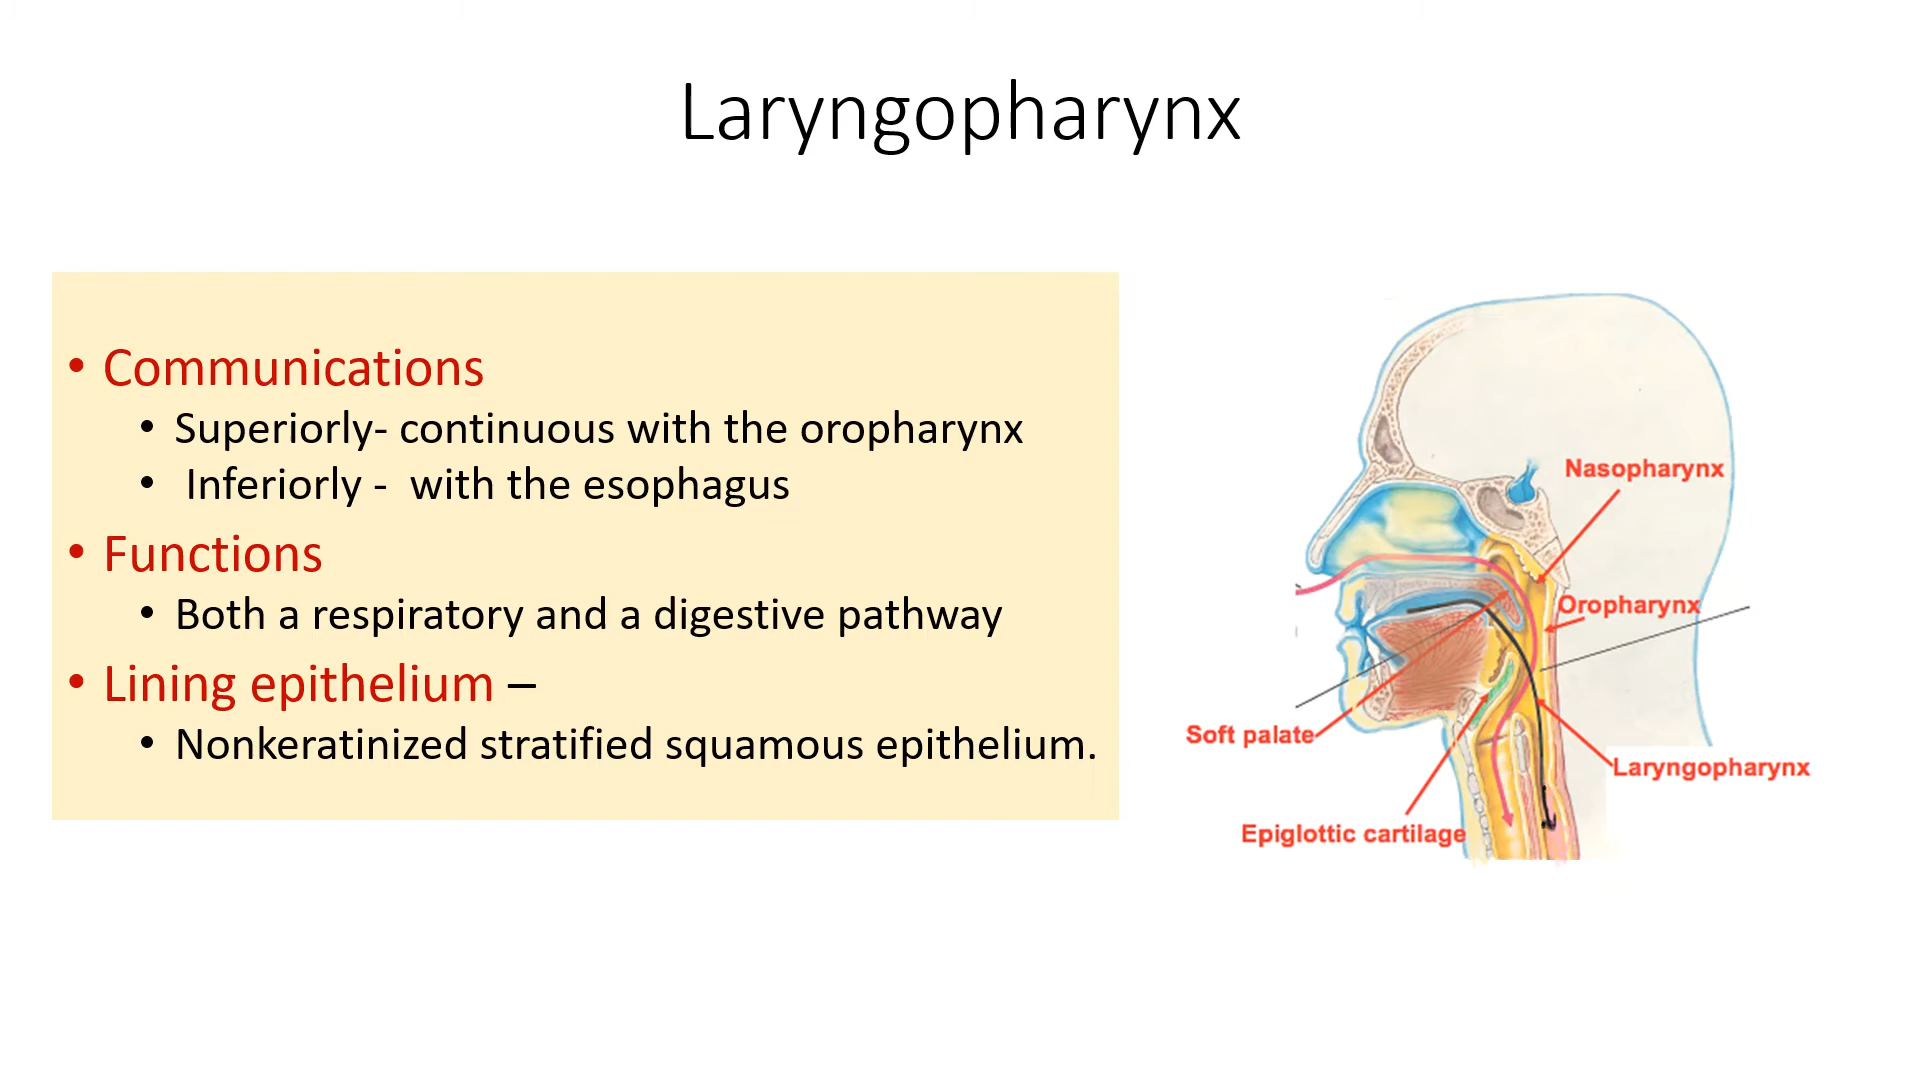 Laryngopharynx
• Communications
• Superiorly- continuous with the oropharynx
• Inferiorly - with the esophagus
• Functions
• Both a respiratory and a digestive pathway
• Lining epithelium –
• Nonkeratinized stratified squamous epithelium.
Nasopharynx
Oropharynx
Soft palate
Laryngopharynx
Epiglottic cartilage